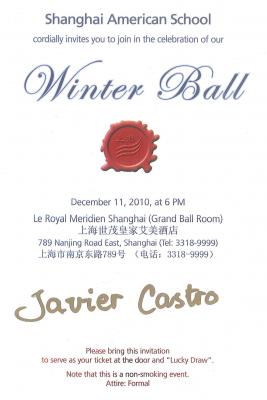 Shanghai American School
cordially invites you to join in the celebration of our
Winter Ball
December 11, 2010, at 6 PM
Le Royal Meridien Shanghai (Grand Ball Room)
上海世茂皇家艾美酒店
789 Nanjing Road East, Shanghai (Tel: 3318-9999)
上海市南京东路789号 （电话：3318-9999）
Javier Castro
Please bring this invitation
to serve as your ticket at the door and “Lucky Draw”.
Note that this is a non-smoking event.
Attire: Formal